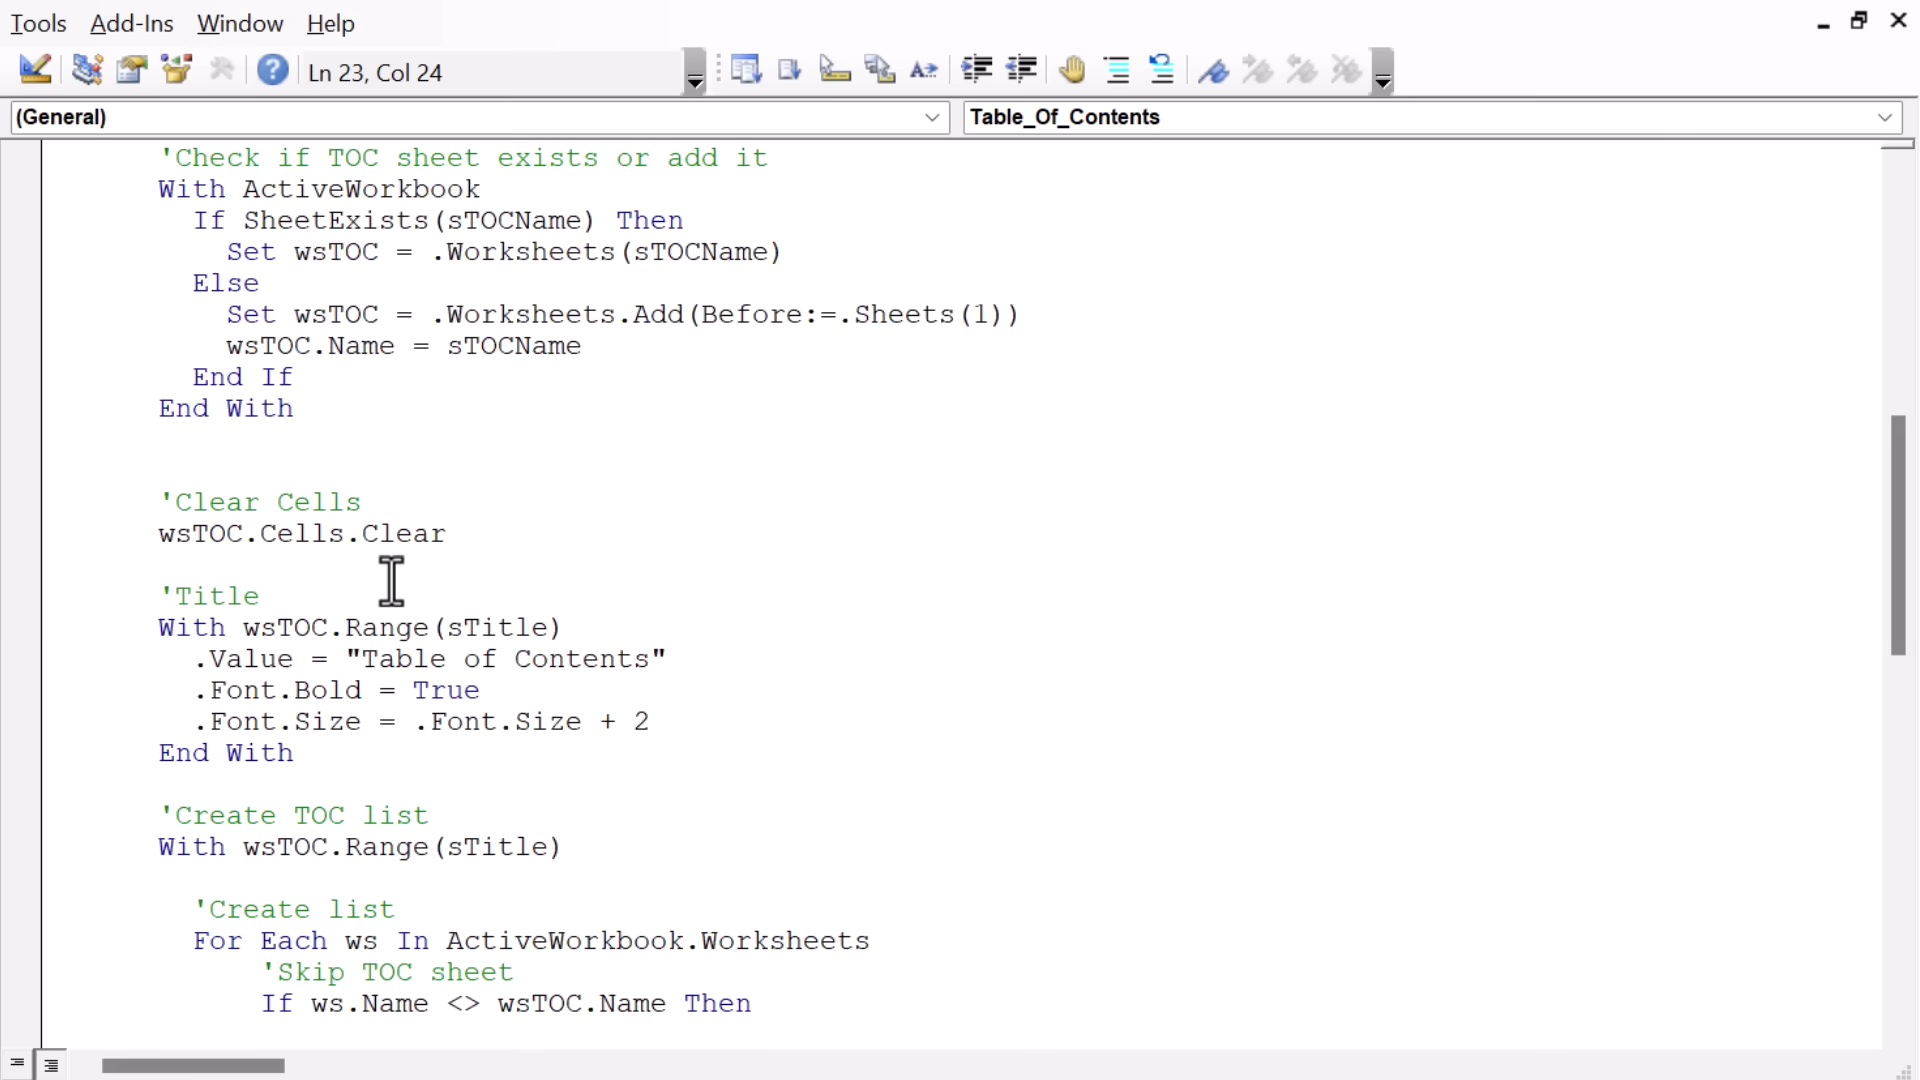 Tools Add-Ins Window Help
Ln 23, Col 24
(General) Table_Of_Contents
'Check if TOC sheet exists or add it
With ActiveWorkbook
If SheetExists(sTOCName) Then
Set wsTOC = .Worksheets(sTOCName)
Else
Set wsTOC = .Worksheets.Add(Before:=.Sheets(1))
wsTOC.Name = sTOCName
End If
End With
'Clear Cells
wsTOC.Cells.Clear
'Title
With wsTOC.Range(sTitle)
.Value = "Table of Contents"
.Font.Bold = True
.Font.Size = .Font.Size + 2
End With
'Create TOC list
With wsTOC.Range(sTitle)
'Create list
For Each ws In ActiveWorkbook.Worksheets
'Skip TOC sheet
If ws.Name <> wsTOC.Name Then